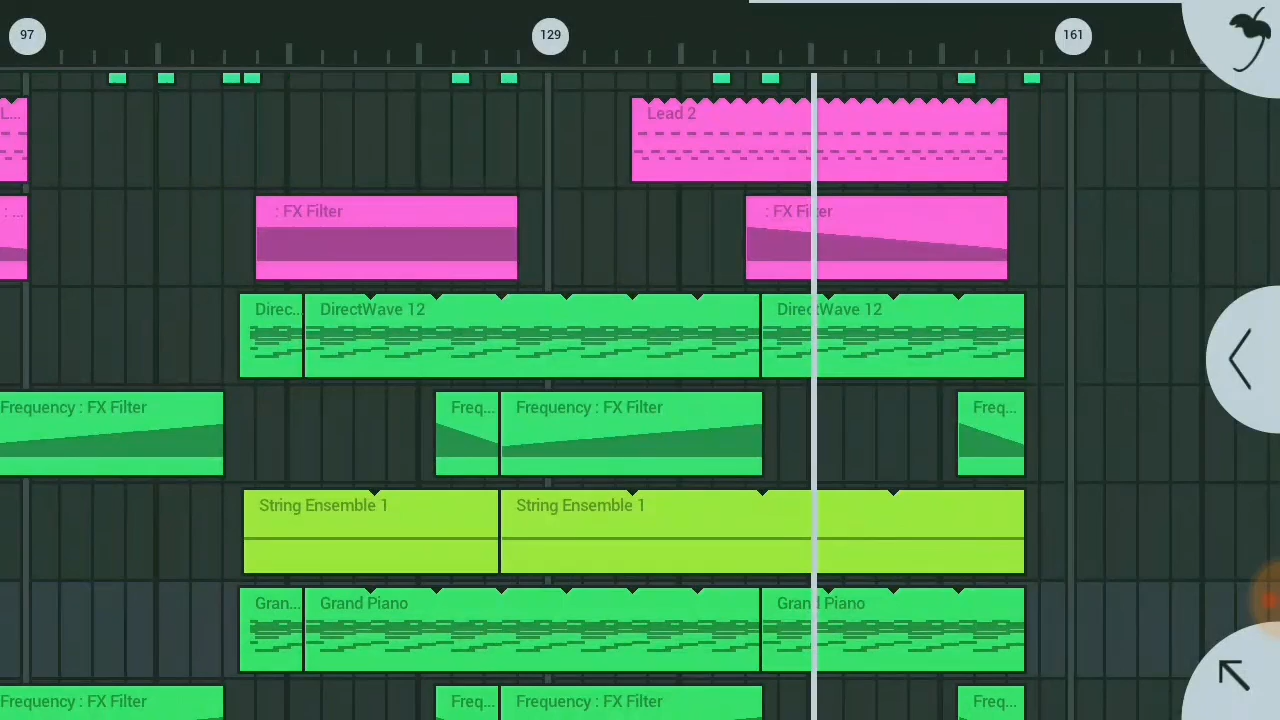 97 129 161
L... Lead 2
: ... : FX Filter : FX Filter
Direc... DirectWave 12 DirectWave 12
Frequency : FX Filter Freq... Frequency : FX Filter Freq...
String Ensemble 1 String Ensemble 1
Gran... Grand Piano Grand Piano
Frequency : FX Filter Freq... Frequency : FX Filter Freq...